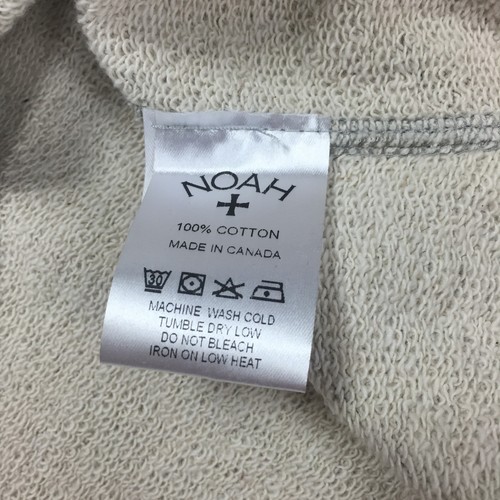 NOAH
100% COTTON
MADE IN CANADA
30
MACHINE WASH COLD
TUMBLE DRY LOW
DO NOT BLEACH
IRON ON LOW HEAT